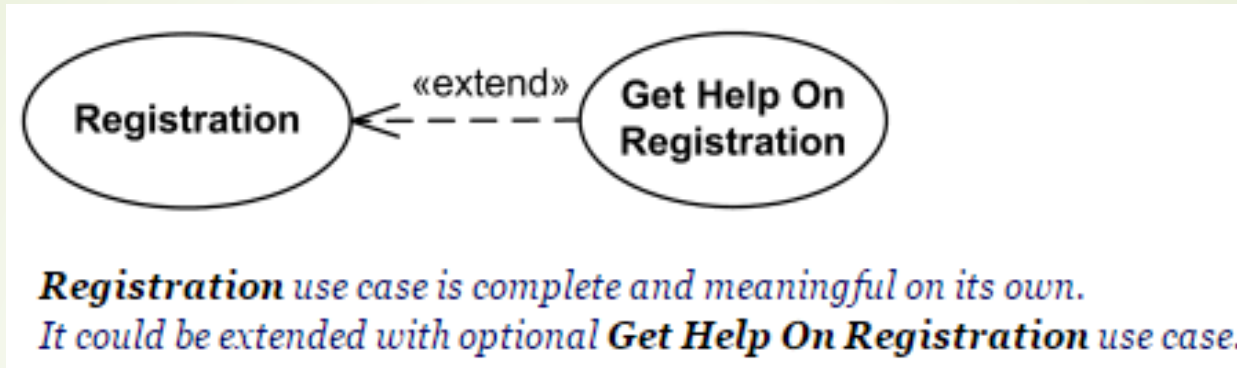 Registration
«extend»
Get Help On
Registration
Registration use case is complete and meaningful on its own.
It could be extended with optional Get Help On Registration use case.